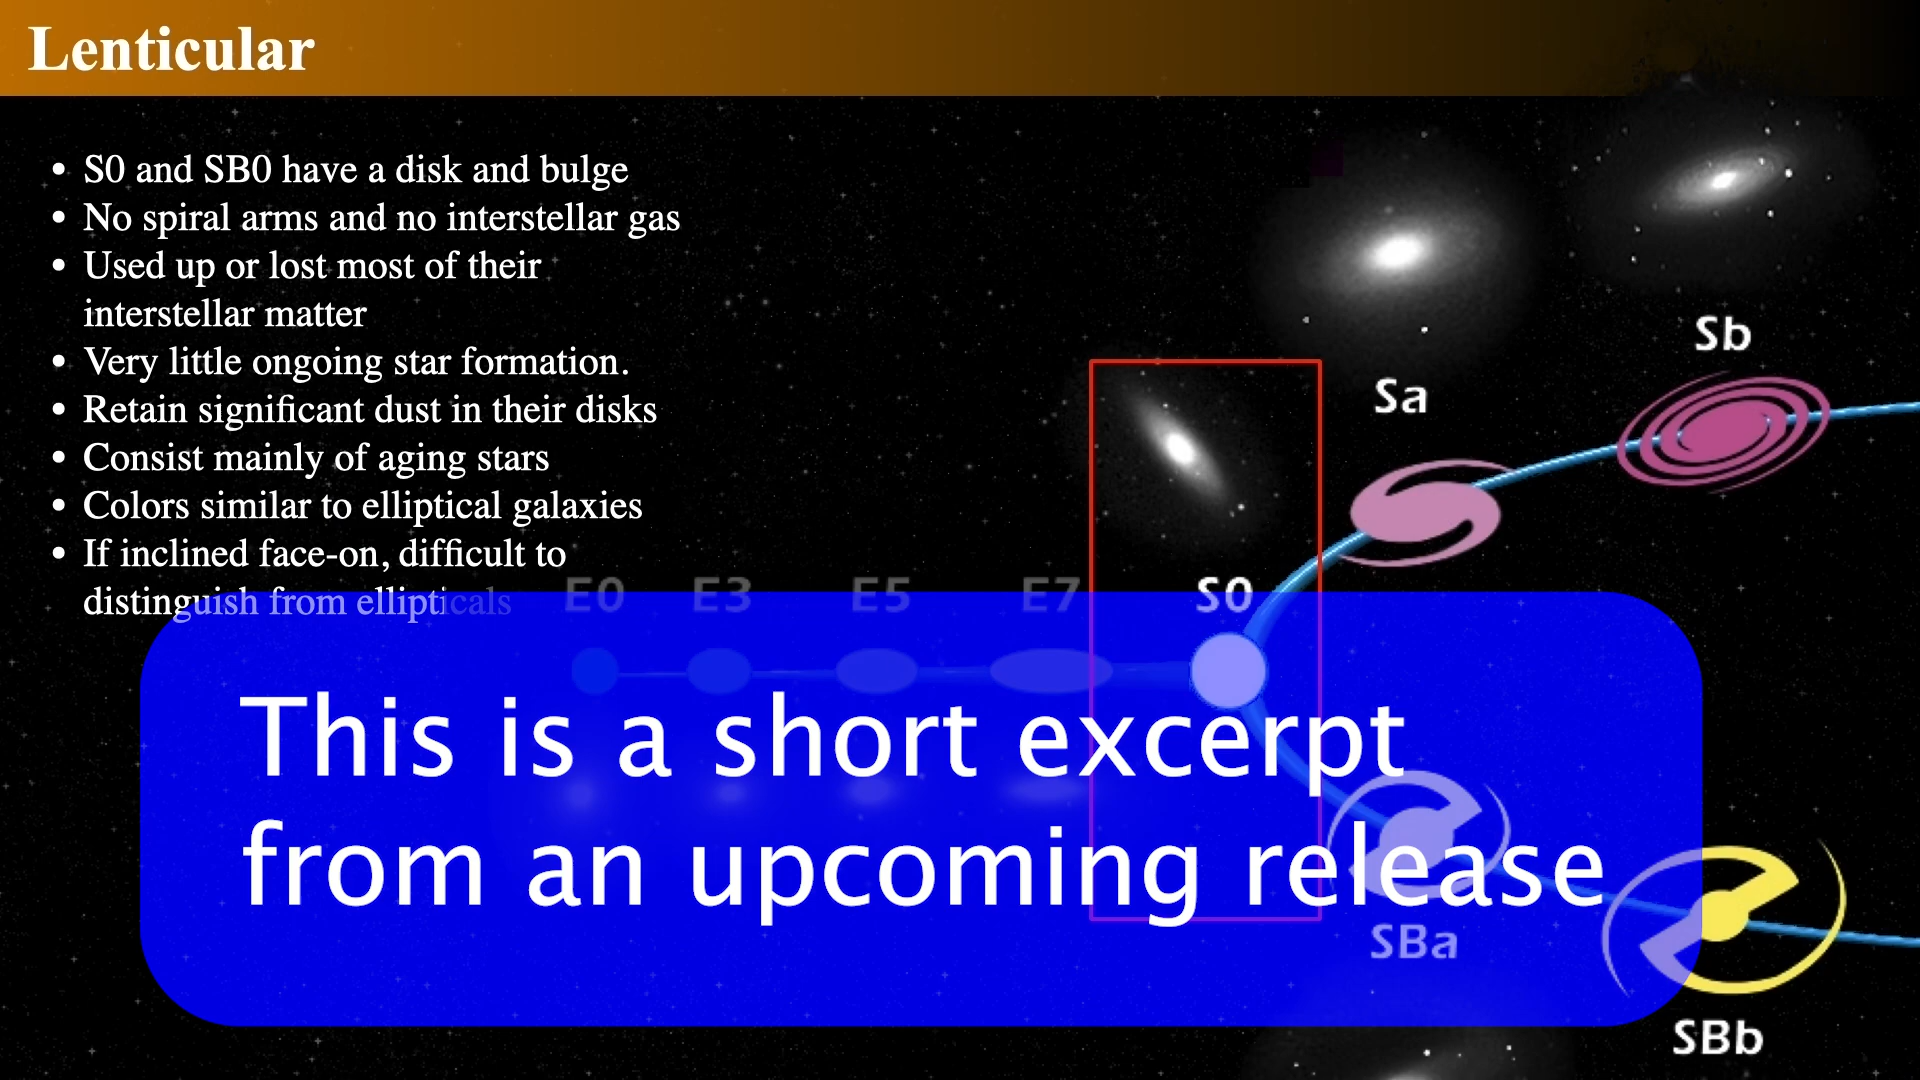 Lenticular
• S0 and SB0 have a disk and bulge
• No spiral arms and no interstellar gas
• Used up or lost most of their
interstellar matter
• Very little ongoing star formation.
• Retain significant dust in their disks
• Consist mainly of aging stars
• Colors similar to elliptical galaxies
• If inclined face-on, difficult to
distinguish from ellipticals
Sb
Sa
E0 E3 E5 E7 S0
This is a short excerpt
from an upcoming release
SBa
SBb